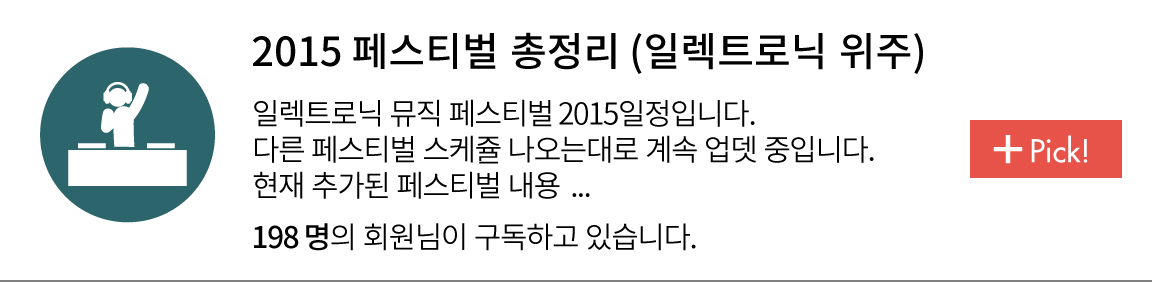 2015 페스티벌 총정리 (일렉트로닉 위주)
일렉트로닉 뮤직 페스티벌 2015일정입니다.
다른 페스티벌 스케쥴 나오는대로 계속 업뎃 중입니다.
현재 추가된 페스티벌 내용 ...
198 명의 회원님이 구독하고 있습니다.
+ Pick!